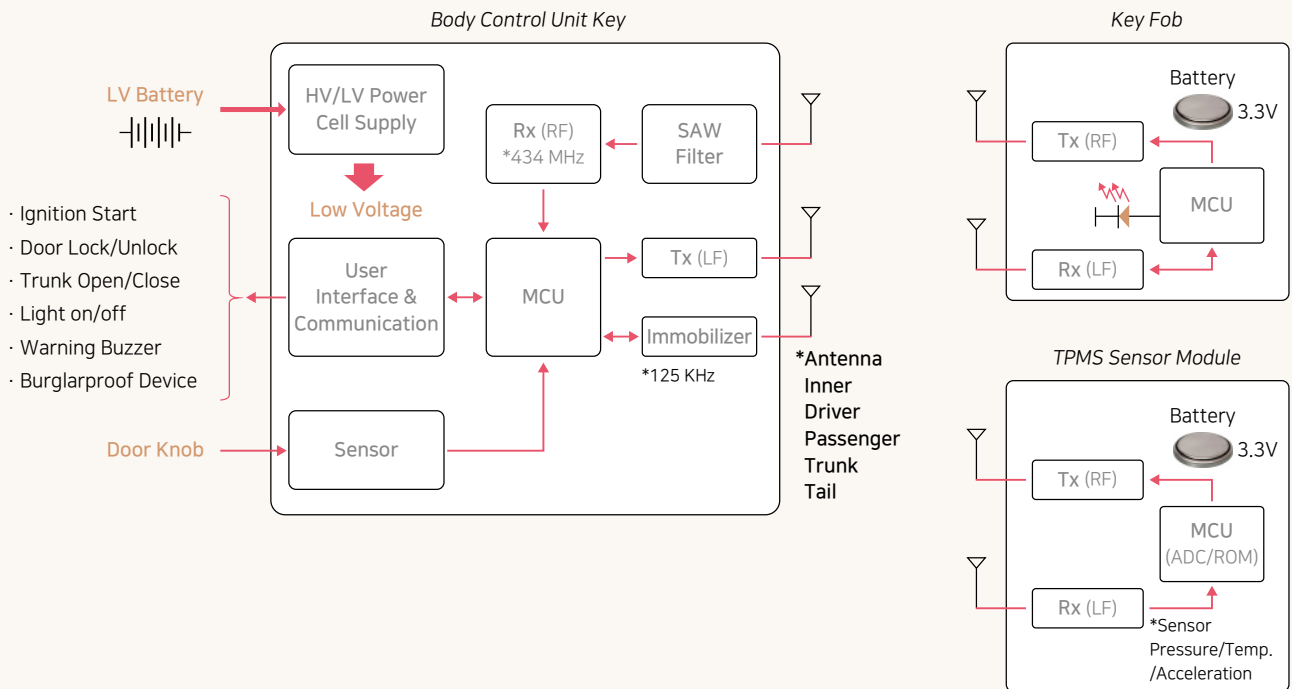 Body Control Unit Key
LV Battery
HV/LV Power
Cell Supply
Low Voltage
Rx (RF)
*434 MHz
SAW
Filter
· Ignition Start
· Door Lock/Unlock
· Trunk Open/Close
· Light on/off
· Warning Buzzer
· Burglarproof Device
User
Interface &
Communication
MCU
Tx (LF)
Immobilizer
*125 KHz
*Antenna
Inner
Driver
Passenger
Trunk
Tail
Door Knob
Sensor
Key Fob
Battery
3.3V
Tx (RF)
MCU
Rx (LF)
TPMS Sensor Module
Battery
3.3V
Tx (RF)
MCU
(ADC/ROM)
Rx (LF)
*Sensor
Pressure/Temp.
/Acceleration